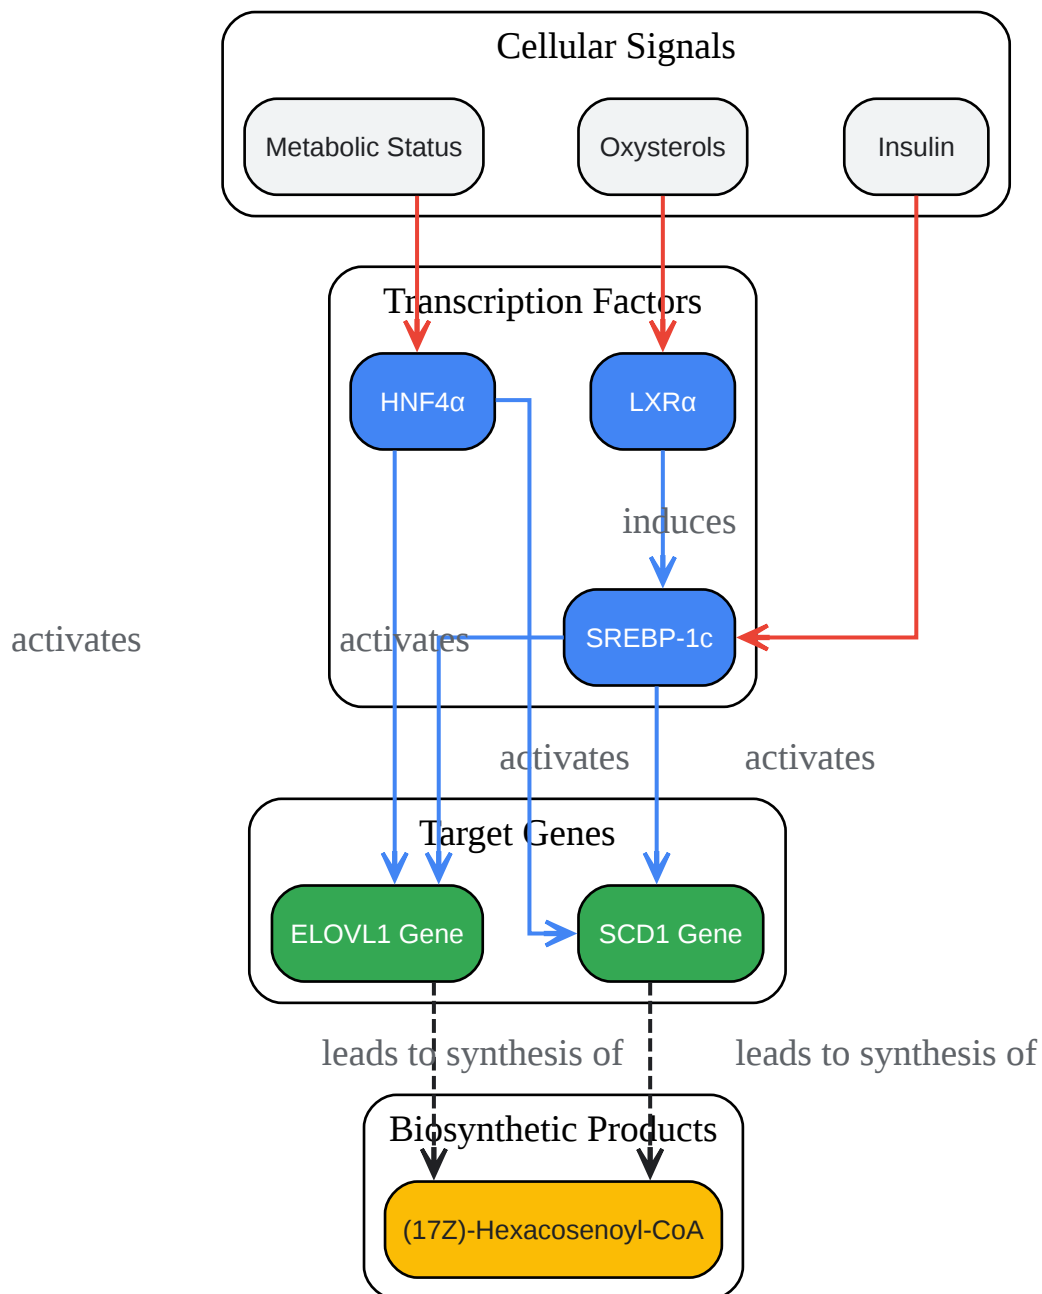 Cellular Signals
Metabolic Status
Oxysterols
Insulin
Transcription Factors
HNF4α
LXRα
induces
SREBP-1c
activates
activates
activates
activates
Target Genes
ELOVL1 Gene
SCD1 Gene
leads to synthesis of
leads to synthesis of
Biosynthetic Products
(17Z)-Hexacosenoyl-CoA